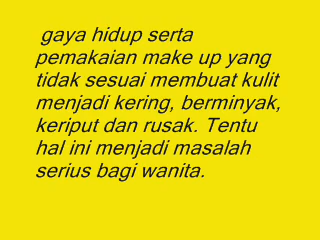 gaya hidup serta
pemakaian make up yang
tidak sesuai membuat kulit
menjadi kering, berminyak,
keriput dan rusak. Tentu
hal ini menjadi masalah
serius bagi wanita.